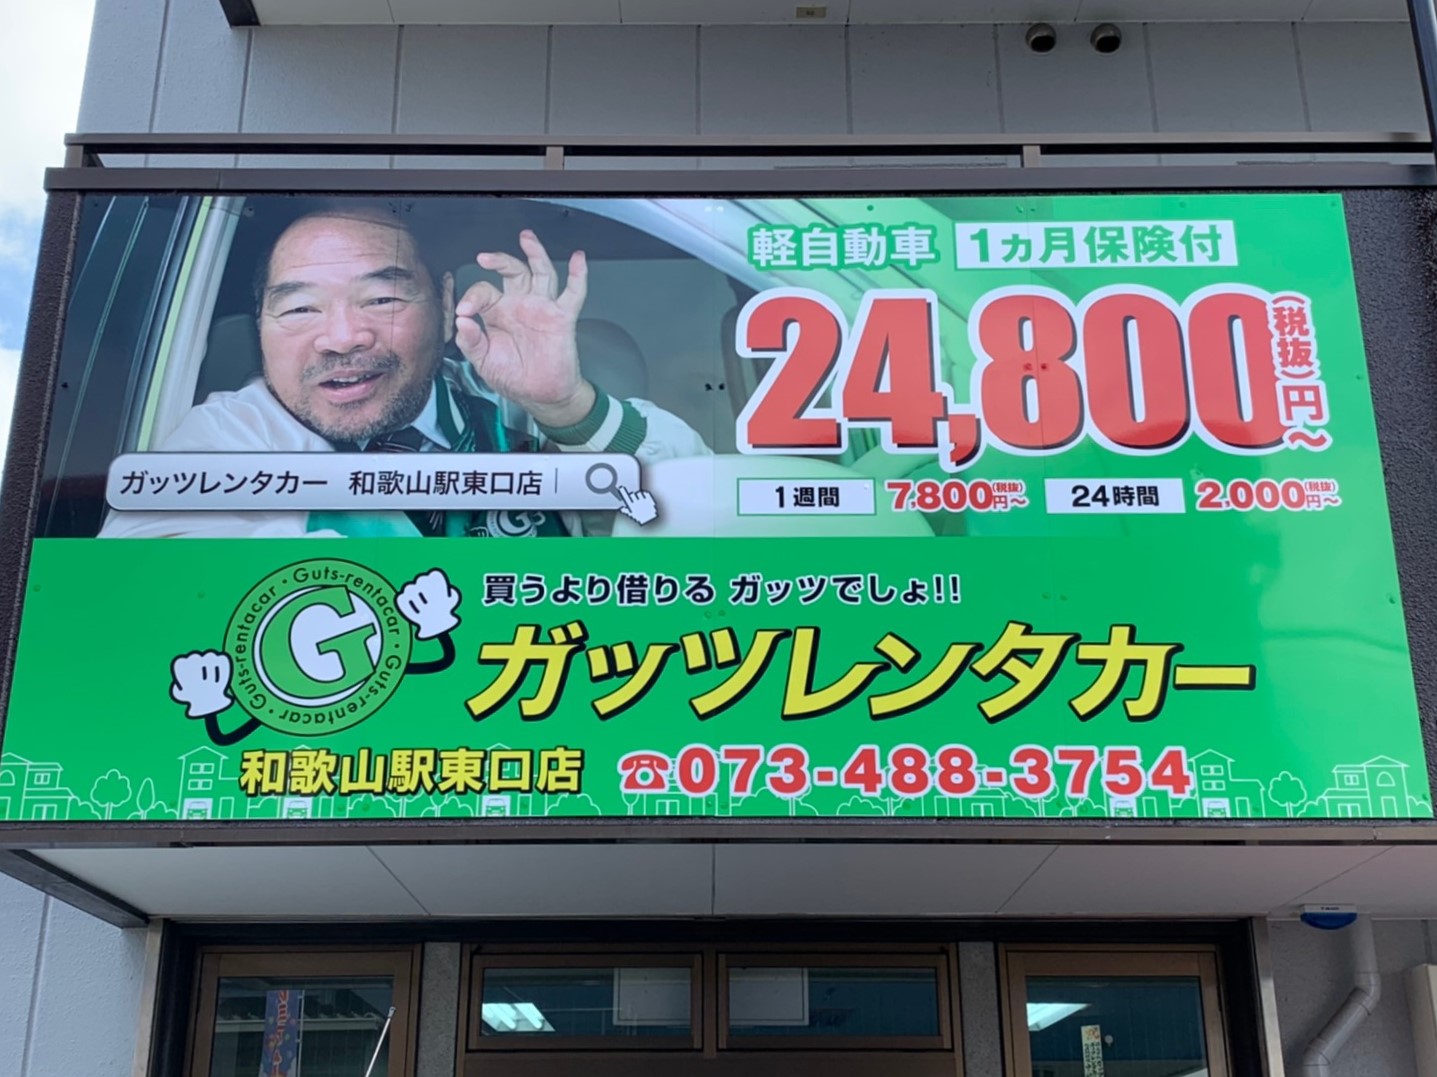 軽自動車 1ヵ月保険付
24,800(税抜)円～
ガッツレンタカー 和歌山駅東口店
1週間 7,800(税抜)円～ 24時間 2,000(税抜)円～
買うより借りる ガッツでしょ!!
ガッツレンタカー
G
Guts-rentacar・Guts-rentacar・Guts-rentacar・Guts-rentacar・
和歌山駅東口店 ☎073-488-3754